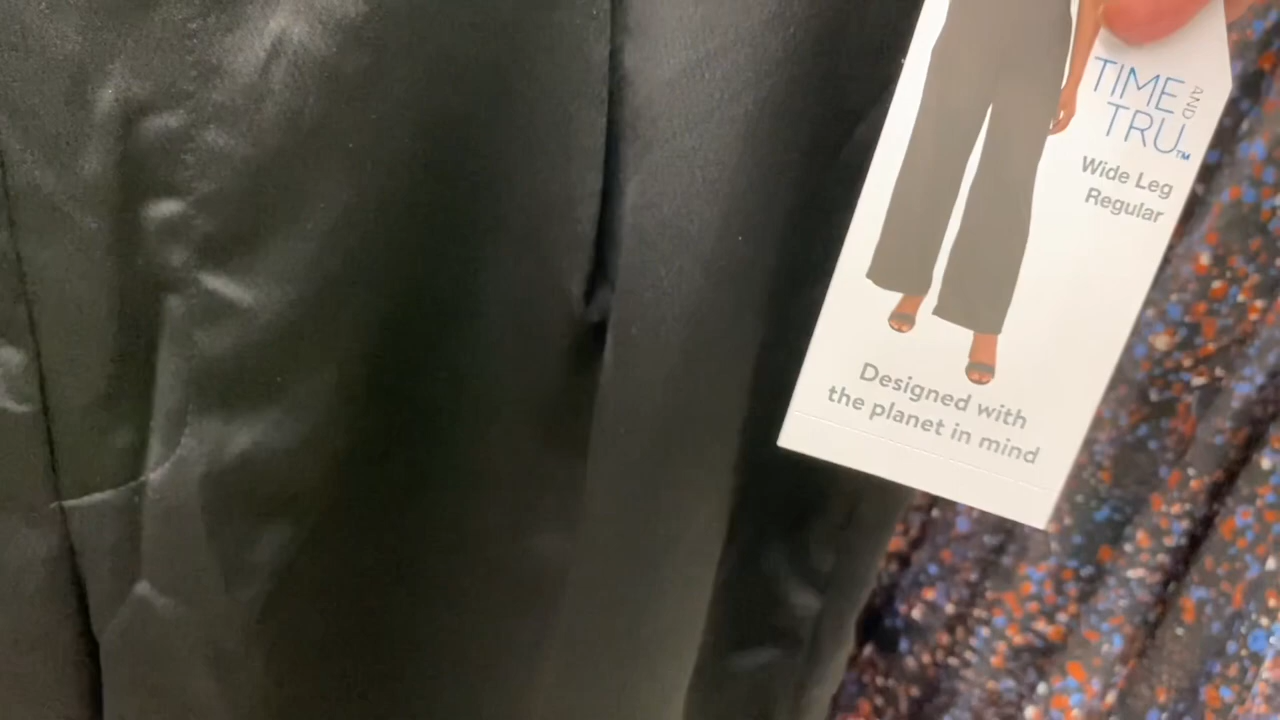 TIME AND
TRU™
Wide Leg
Regular
Designed with
the planet in mind